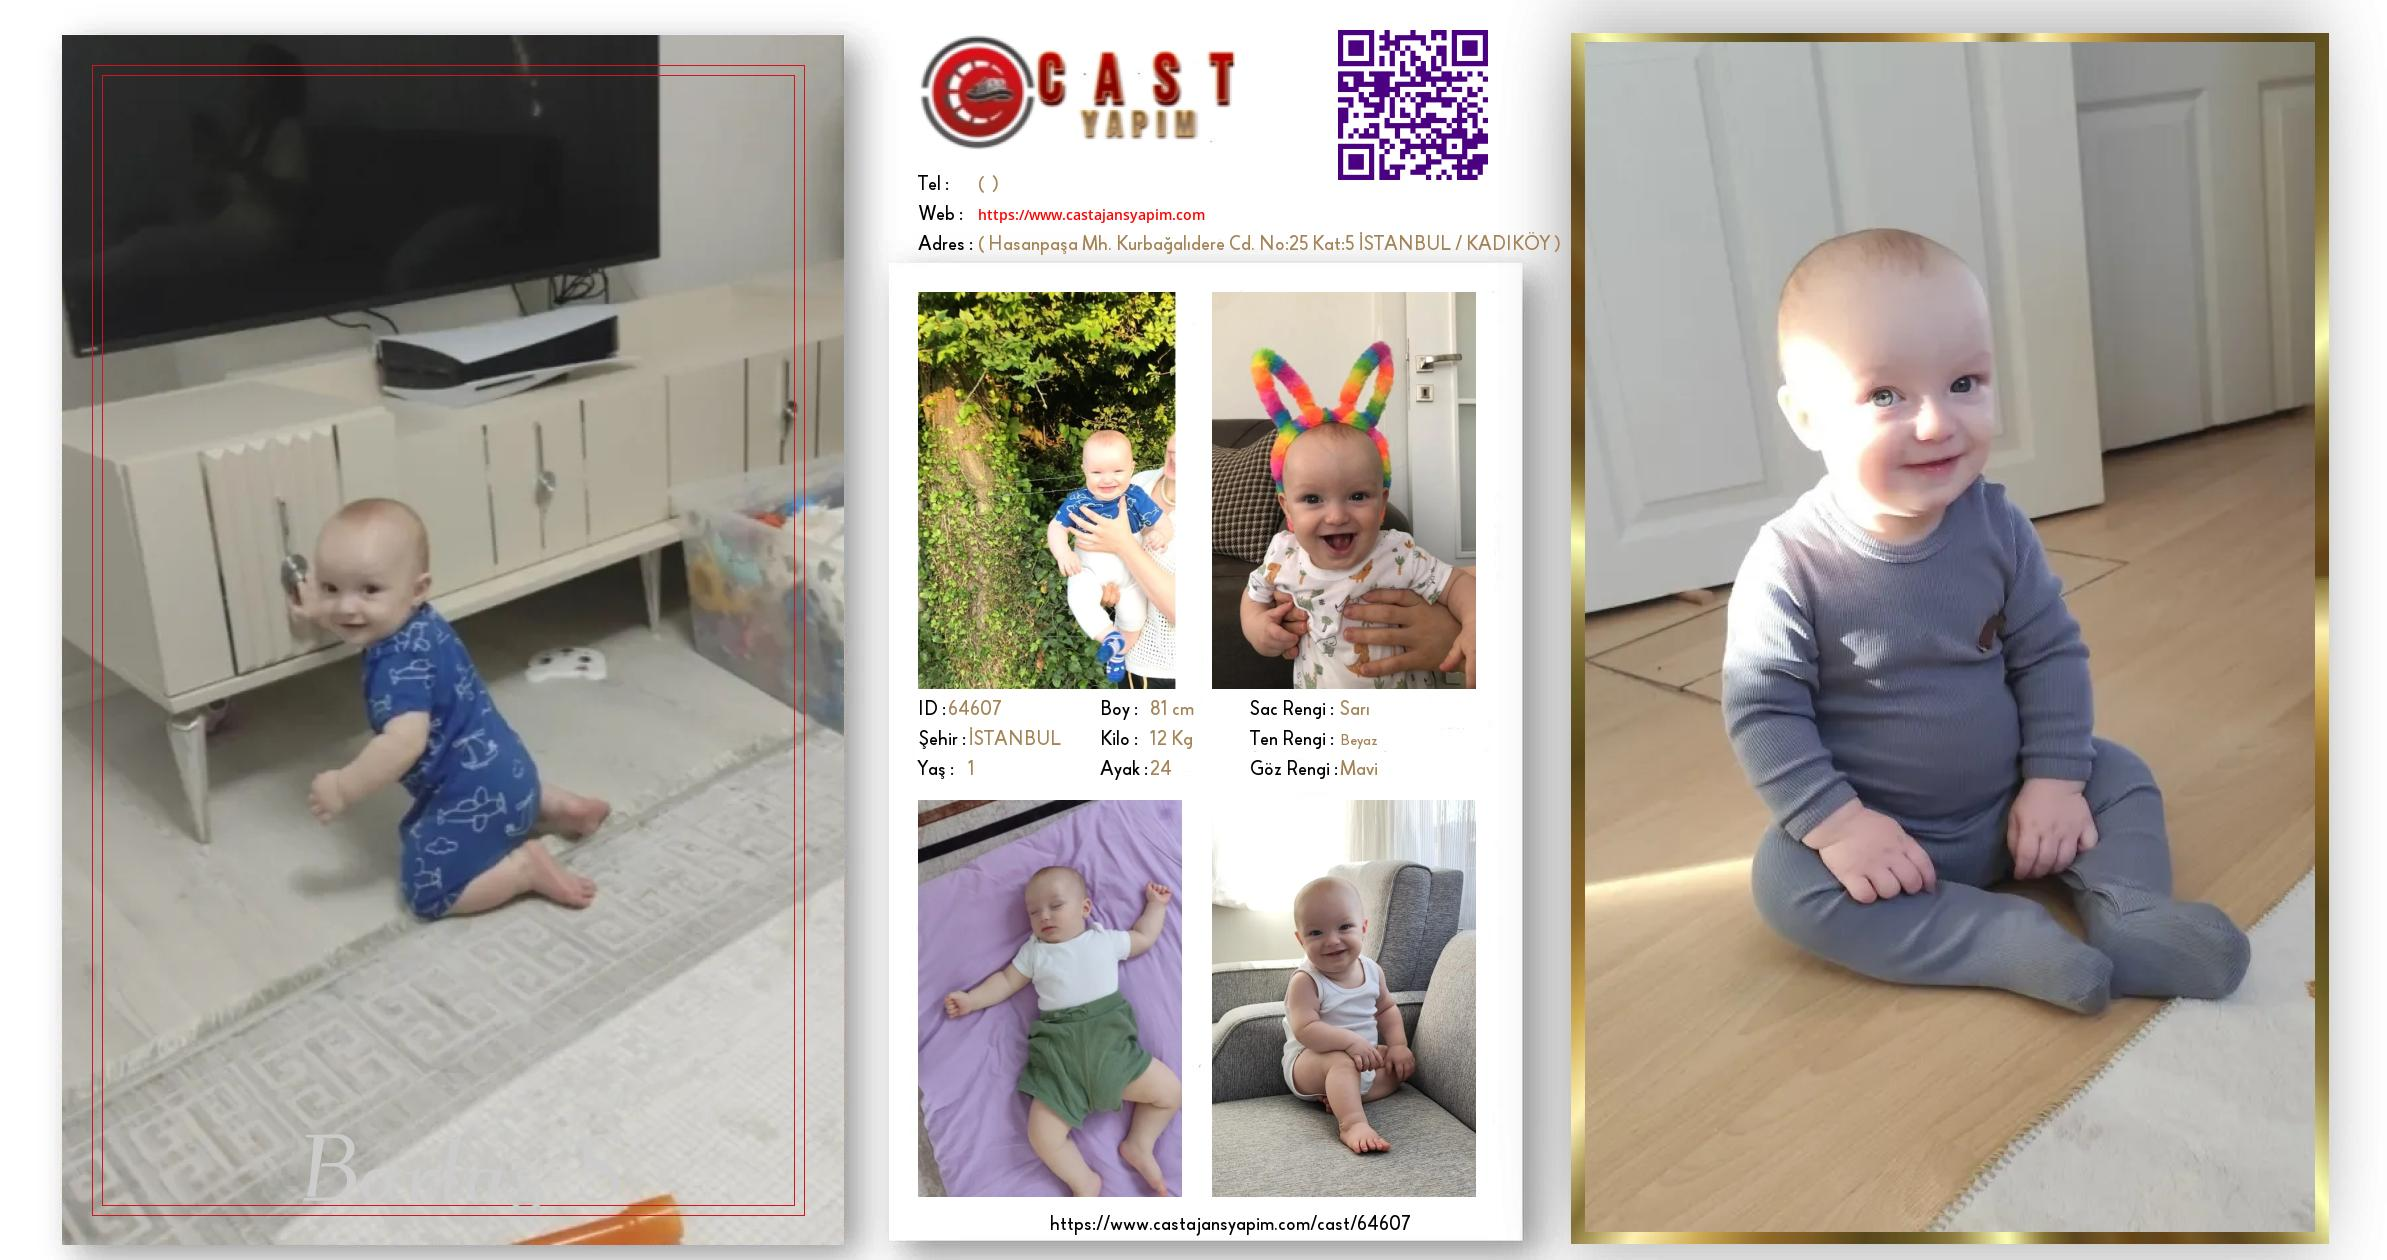 CAST
YAPIM
Tel : ( )
Web : https://www.castajansyapim.com
Adres : ( Hasanpaşa Mh. Kurbağalıdere Cd. No:25 Kat:5 İSTANBUL / KADIKÖY )
ID : 64607 Boy : 81 cm Sac Rengi : Sarı
Şehir : İSTANBUL Kilo : 12 Kg Ten Rengi : Beyaz
Yaş : 1 Ayak : 24 Göz Rengi : Mavi
https://www.castajansyapim.com/cast/64607